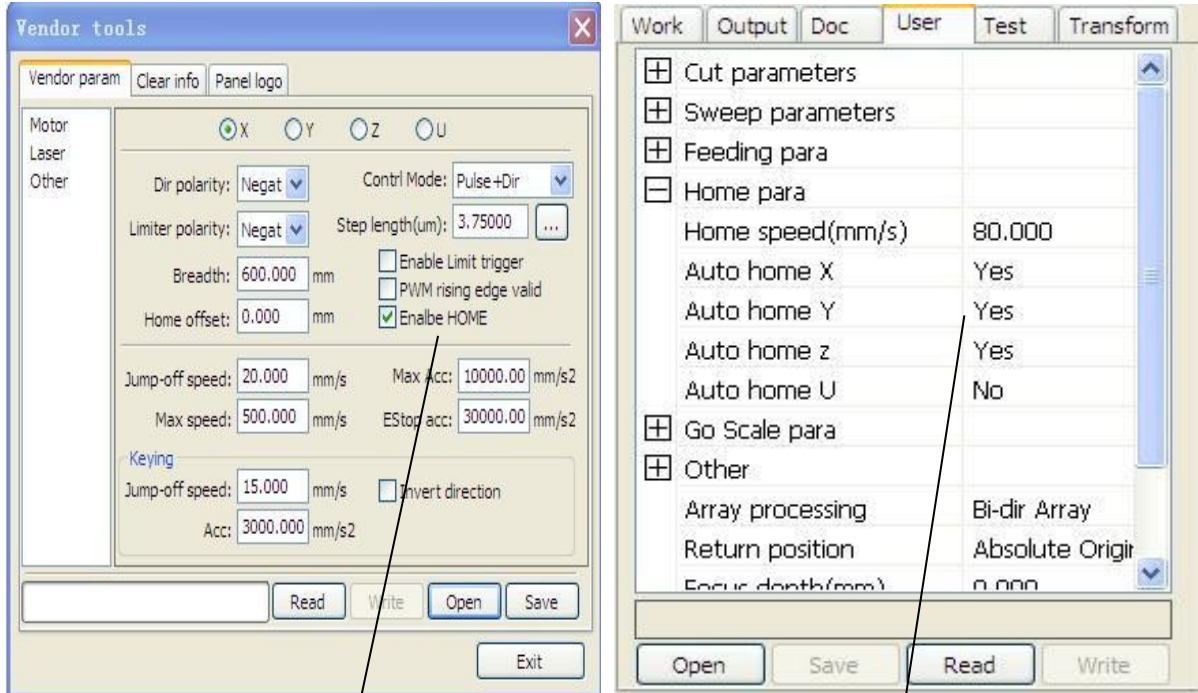 Vendor tools
Vendor param Clear info Panel logo
Motor
Laser
Other
X Y Z U
Dir polarity: Negat Contrl Mode: Pulse+Dir
Limiter polarity: Negat Step length(um): 3.75000 ...
Breadth: 600.000 mm Enable Limit trigger
PWM rising edge valid
Home offset: 0.000 mm Enalbe HOME
Jump-off speed: 20.000 mm/s Max Acc: 10000.00 mm/s2
Max speed: 500.000 mm/s EStop acc: 30000.00 mm/s2
Keying
Jump-off speed: 15.000 mm/s Invert direction
Acc: 3000.000 mm/s2
Read Write Open Save
Exit
Work Output Doc User Test Transform
Cut parameters
Sweep parameters
Feeding para
Home para
Home speed(mm/s) 80.000
Auto home X Yes
Auto home Y Yes
Auto home z Yes
Auto home U No
Go Scale para
Other
Array processing Bi-dir Array
Return position Absolute Origir
Focus depth(mm) 0.000
Open Save Read Write